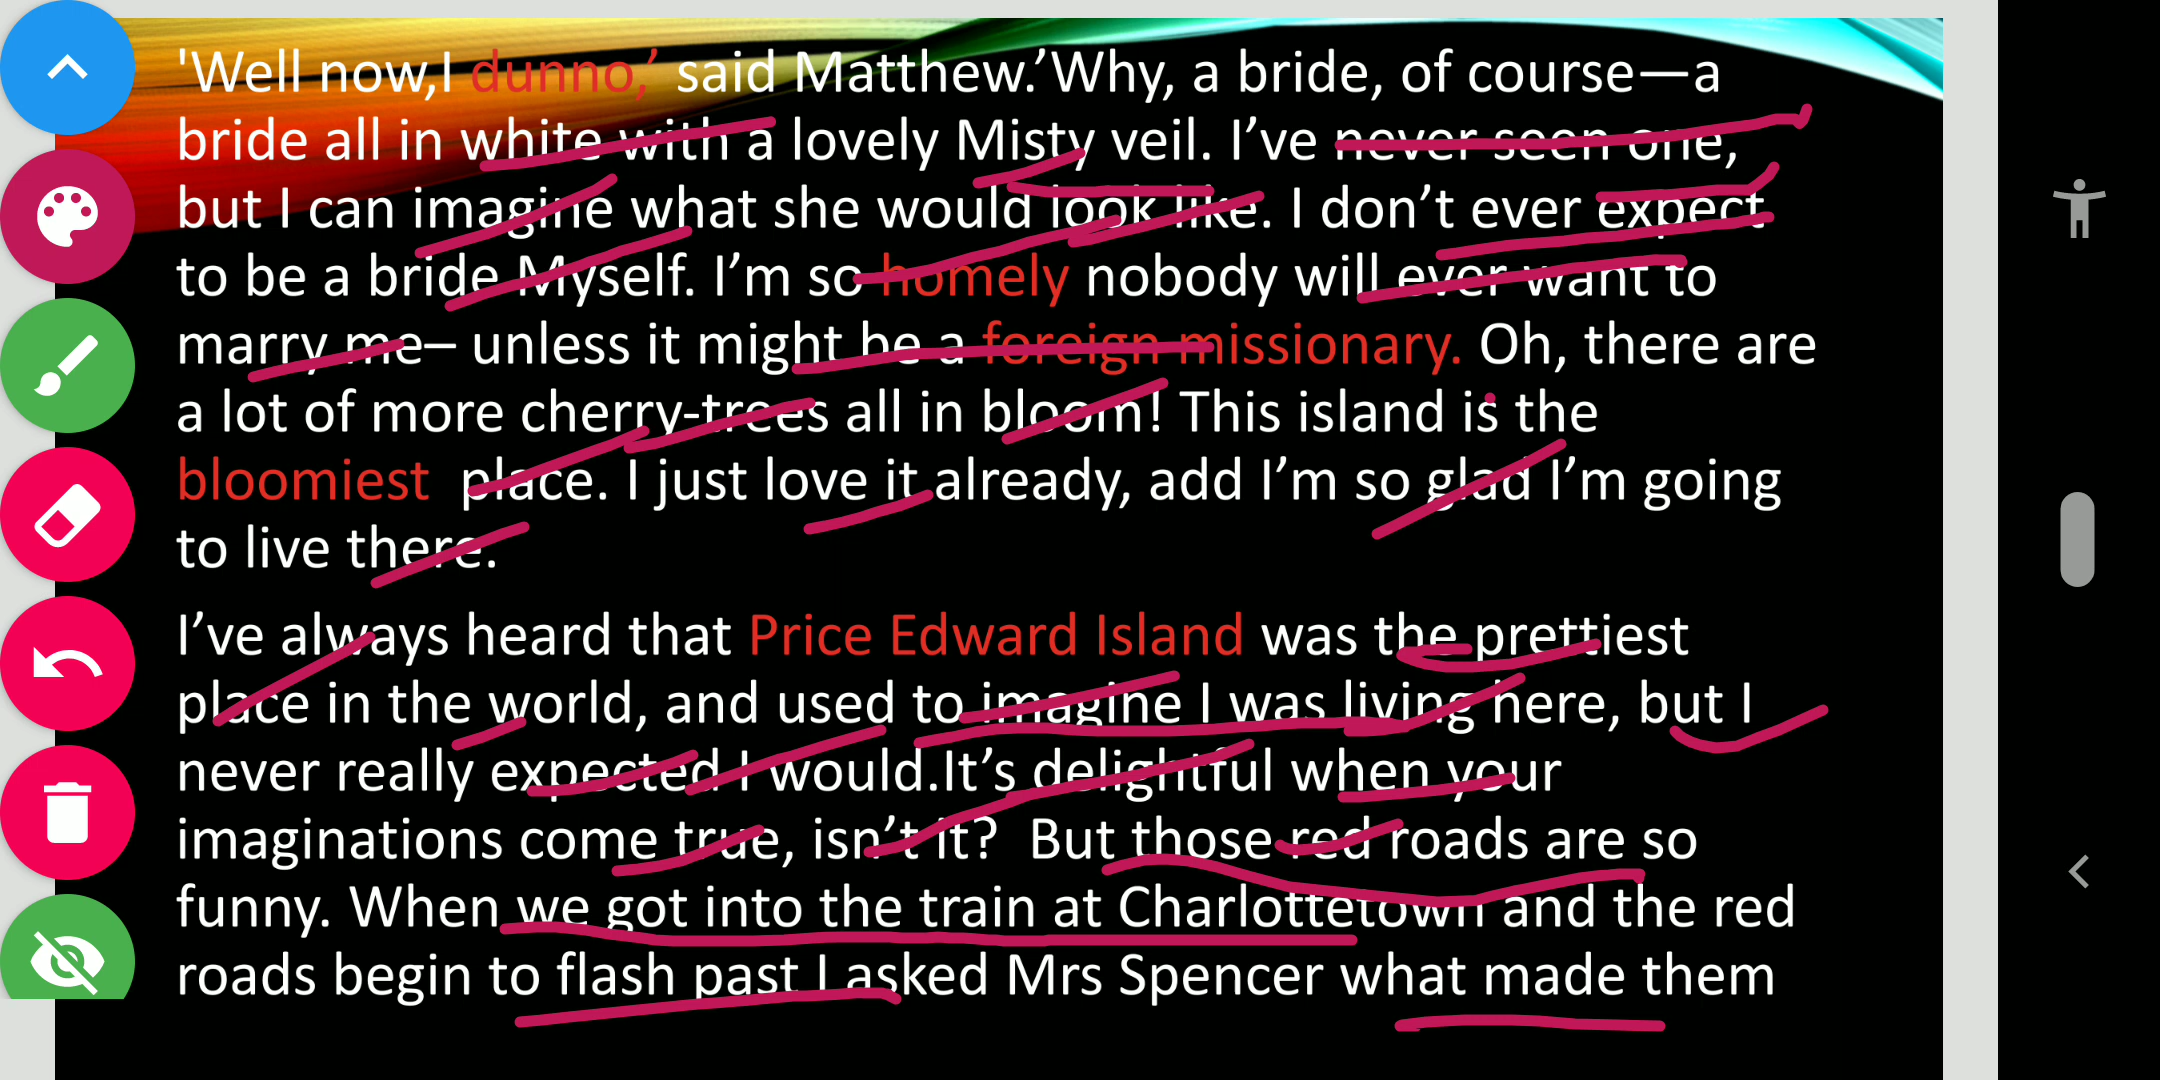 'Well now,I dunno,’ said Matthew.’Why, a bride, of course—a
bride all in white with a lovely Misty veil. I’ve never seen one,
but I can imagine what she would look like. I don’t ever expect
to be a bride Myself. I’m so homely nobody will ever want to
marry me– unless it might be a foreign missionary. Oh, there are
a lot of more cherry-trees all in bloom! This island is the
bloomiest place. I just love it already, add I’m so glad I’m going
to live there.
I’ve always heard that Price Edward Island was the prettiest
place in the world, and used to imagine I was living here, but I
never really expected I would.It’s delightful when your
imaginations come true, isn’t it? But those red roads are so
funny. When we got into the train at Charlottetown and the red
roads begin to flash past I asked Mrs Spencer what made them